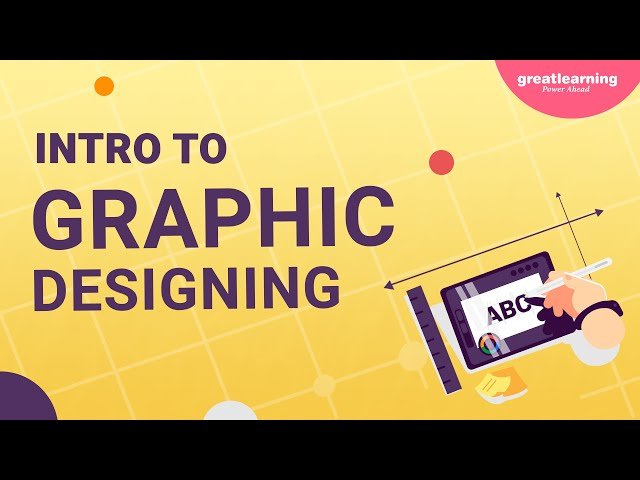 greatlearning
Power Ahead
INTRO TO
GRAPHIC
DESIGNING
ABC